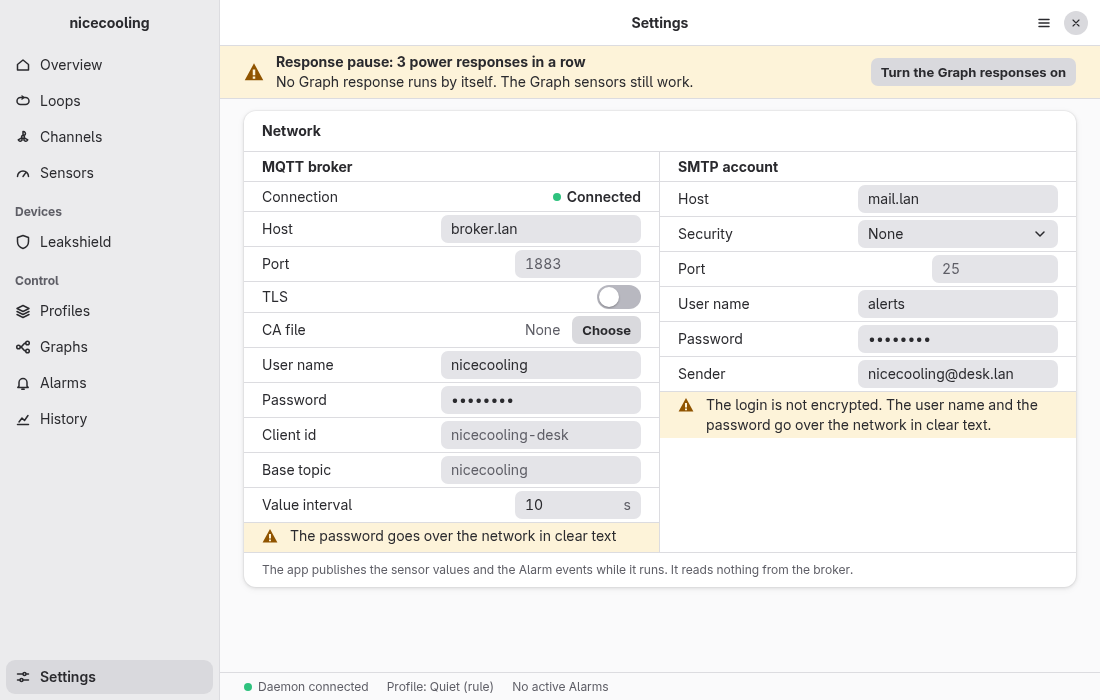 nicecooling
Settings
Overview
Loops
Channels
Sensors
Devices
Leakshield
Control
Profiles
Graphs
Alarms
History
Settings
Response pause: 3 power responses in a row
No Graph response runs by itself. The Graph sensors still work.
Turn the Graph responses on
Network
MQTT broker
Connection Connected
Host broker.lan
Port 1883
TLS
CA file None Choose
User name nicecooling
Password ••••••••
Client id nicecooling-desk
Base topic nicecooling
Value interval 10 s
The password goes over the network in clear text
SMTP account
Host mail.lan
Security None
Port 25
User name alerts
Password ••••••••
Sender nicecooling@desk.lan
The login is not encrypted. The user name and the
password go over the network in clear text.
The app publishes the sensor values and the Alarm events while it runs. It reads nothing from the broker.
Daemon connected Profile: Quiet (rule) No active Alarms